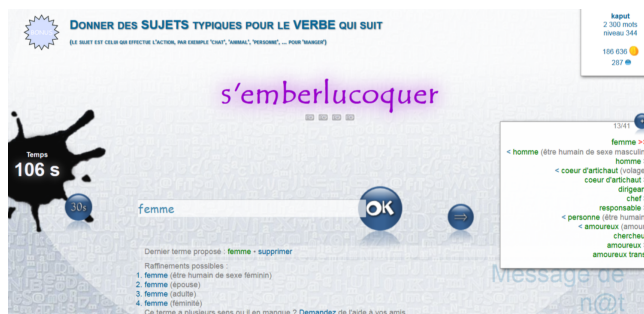 DONNER DES SUJETS TYPIQUES POUR LE VERBE QUI SUIT
(LE SUJET EST CELUI QUI EFFECTUE L'ACTION, PAR EXEMPLE 'CHAT', 'ANIMAL', 'PERSONNE', ... POUR 'MANGER')
kaput
2 300 mots
niveau 344
186 636
287
s'emberlucoquer
Temps
106 s
30s
femme
OK
⇒
13/41
femme >
< homme (être humain de sexe masculin
homme
< coeur d'artichaut (volage
coeur d'artichaut
dirigean
chef
responsable
< personne (être humain
< amoureux (amou
chercheu
amoureux
amoureux trans
Dernier terme proposé : femme - supprimer
Raffinements possibles :
1. femme (être humain de sexe féminin)
2. femme (épouse)
3. femme (adulte)
4. femme (féminité)
Ce terme a plusieurs sens ou il en manque ? Demandez de l'aide à vos amis.
Message de
n@t